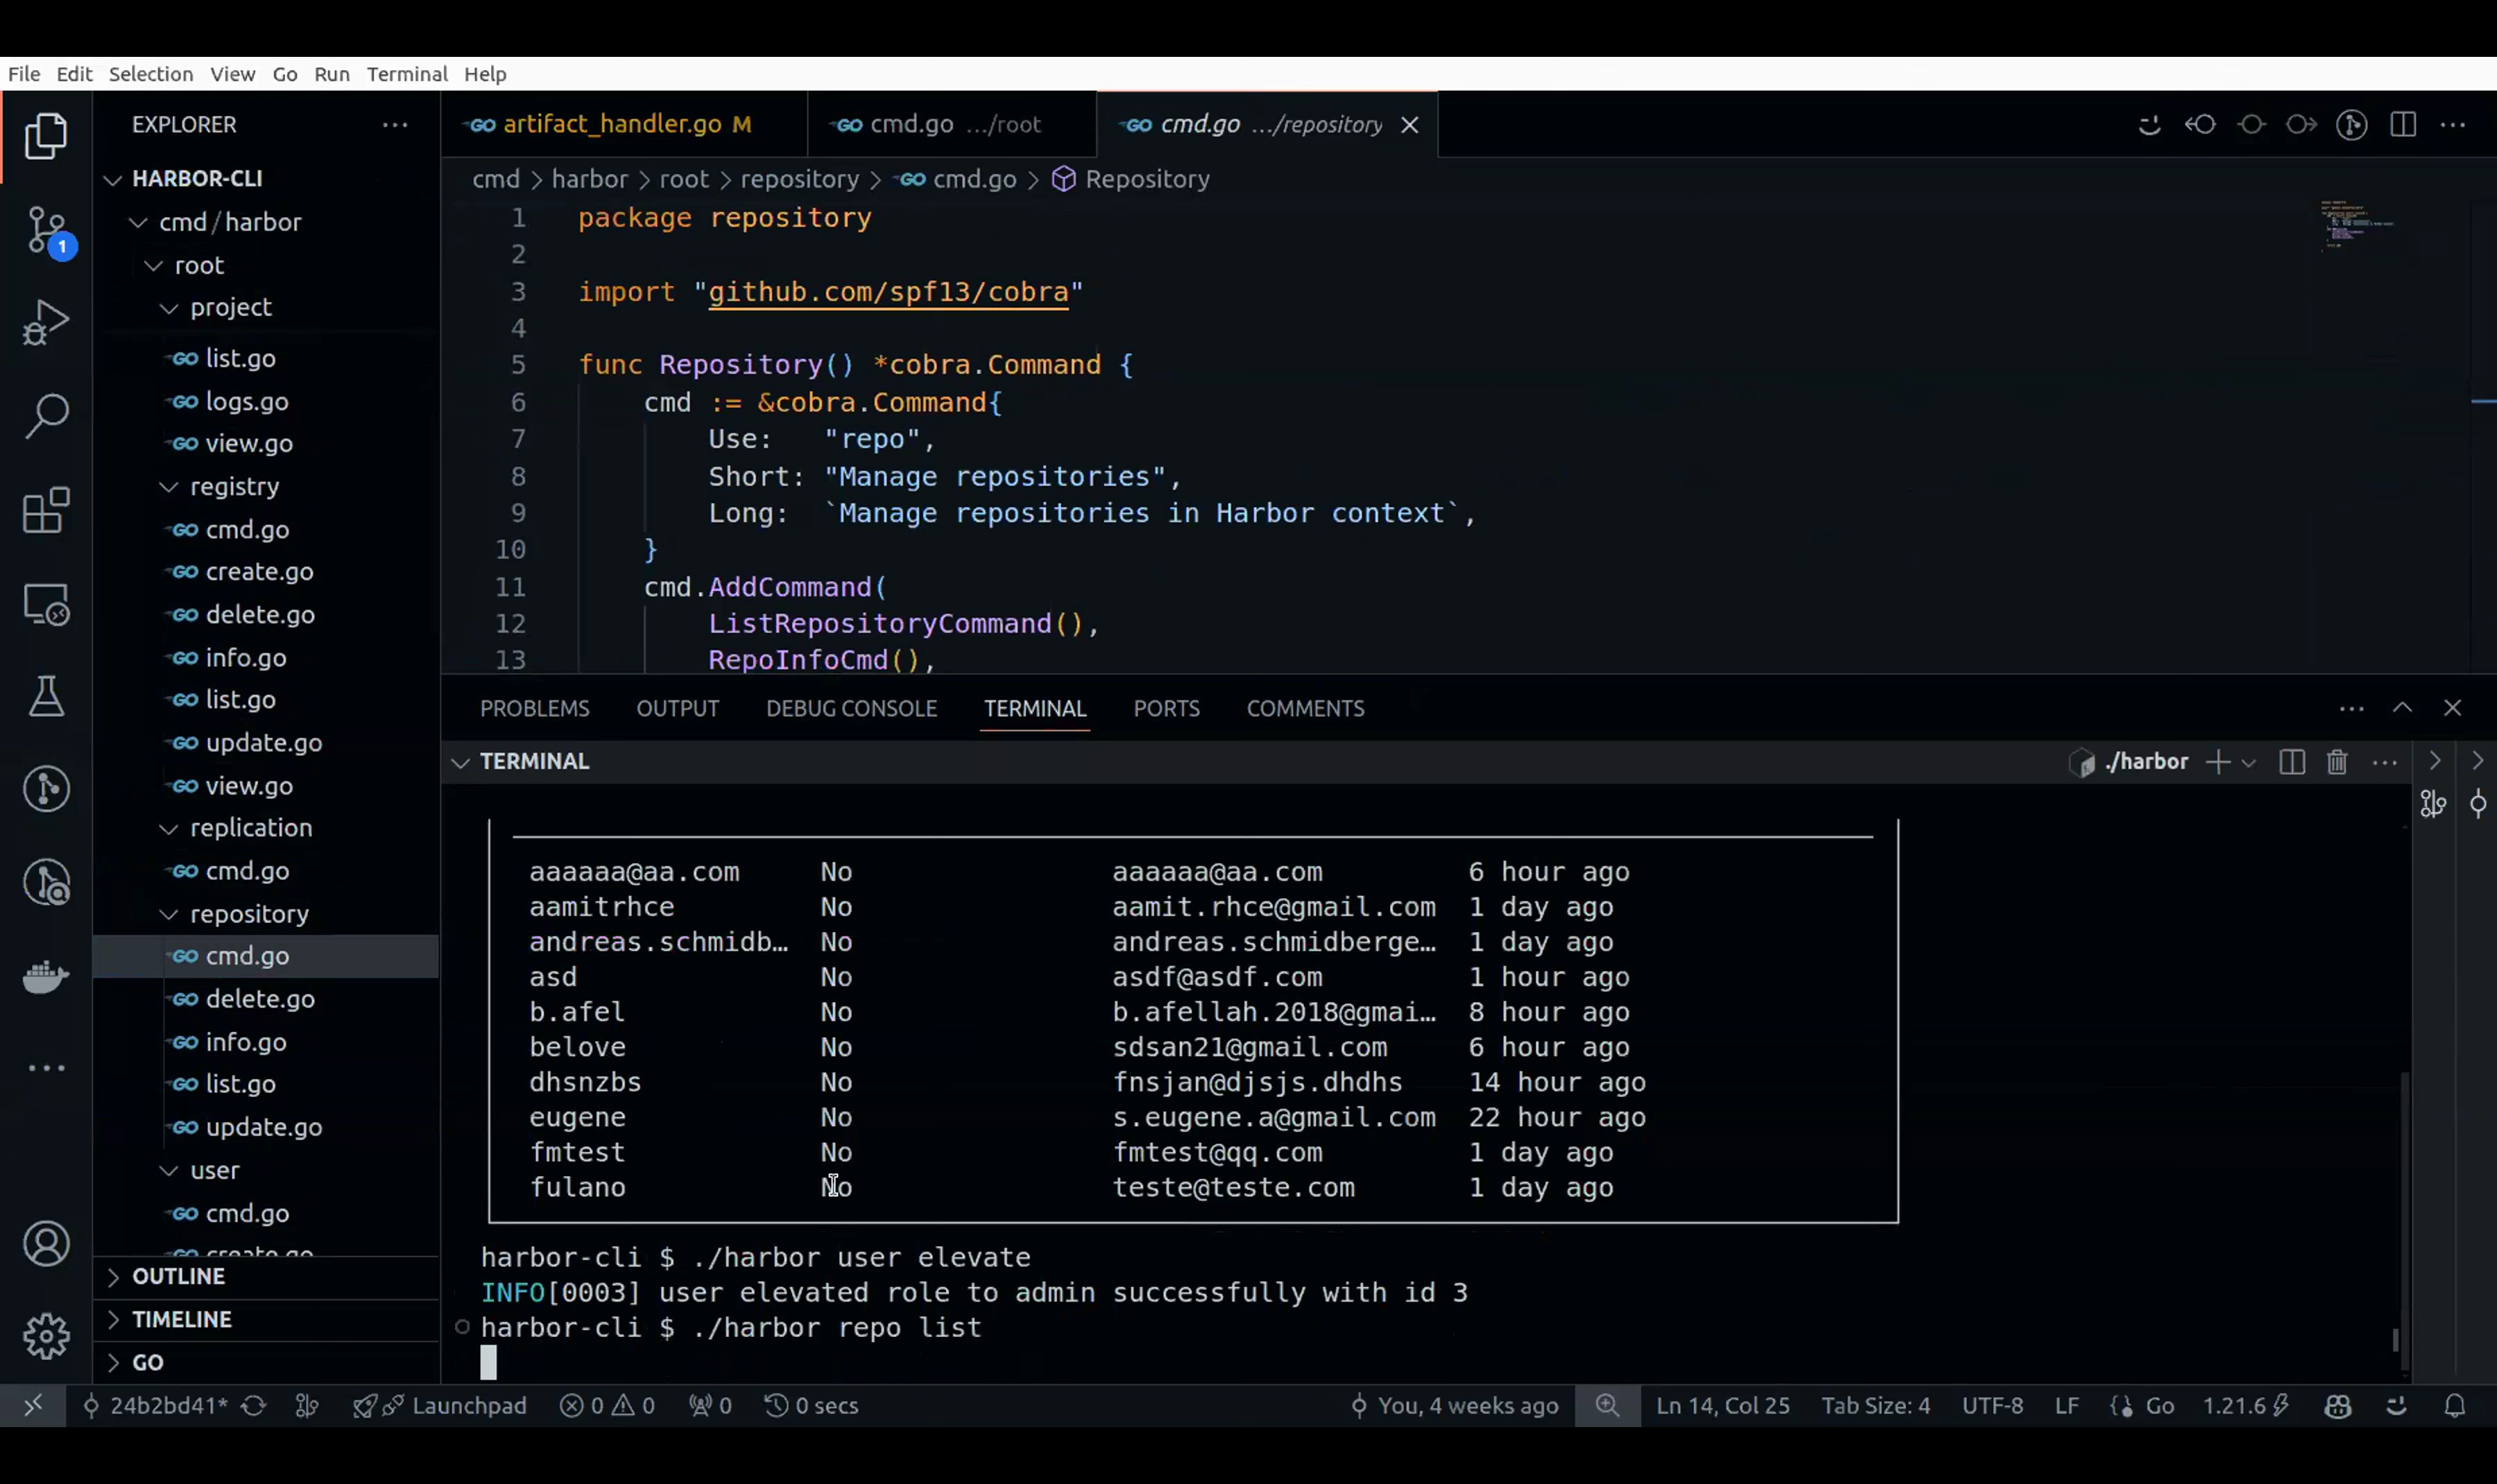 File Edit Selection View Go Run Terminal Help
EXPLORER
HARBOR-CLI
cmd / harbor
root
project
list.go
logs.go
view.go
registry
cmd.go
create.go
delete.go
info.go
list.go
update.go
view.go
replication
cmd.go
repository
cmd.go
delete.go
info.go
list.go
update.go
user
cmd.go
create.go
OUTLINE
TIMELINE
GO
artifact_handler.go M
cmd.go .../root
cmd.go .../repository
cmd > harbor > root > repository > cmd.go > Repository
1 package repository
2
3 import "github.com/spf13/cobra"
4
5 func Repository() *cobra.Command {
6 cmd := &cobra.Command{
7 Use: "repo",
8 Short: "Manage repositories",
9 Long: `Manage repositories in Harbor context`,
10 }
11 cmd.AddCommand(
12 ListRepositoryCommand(),
13 RepoInfoCmd(),
PROBLEMS OUTPUT DEBUG CONSOLE TERMINAL PORTS COMMENTS
TERMINAL
./harbor
aaaaaa@aa.com No aaaaaa@aa.com 6 hour ago
aamitrhce No aamit.rhce@gmail.com 1 day ago
andreas.schmidb… No andreas.schmidberge… 1 day ago
asd No asdf@asdf.com 1 hour ago
b.afel No b.afellah.2018@gmai… 8 hour ago
belove No sdsan21@gmail.com 6 hour ago
dhsnzbs No fnsjan@djsjs.dhdhs 14 hour ago
eugene No s.eugene.a@gmail.com 22 hour ago
fmtest No fmtest@qq.com 1 day ago
fulano No teste@teste.com 1 day ago
harbor-cli $ ./harbor user elevate
INFO[0003] user elevated role to admin successfully with id 3
harbor-cli $ ./harbor repo list
24b2bd41* Launchpad 0 0 0 0 secs You, 4 weeks ago Ln 14, Col 25 Tab Size: 4 UTF-8 LF Go 1.21.6
1